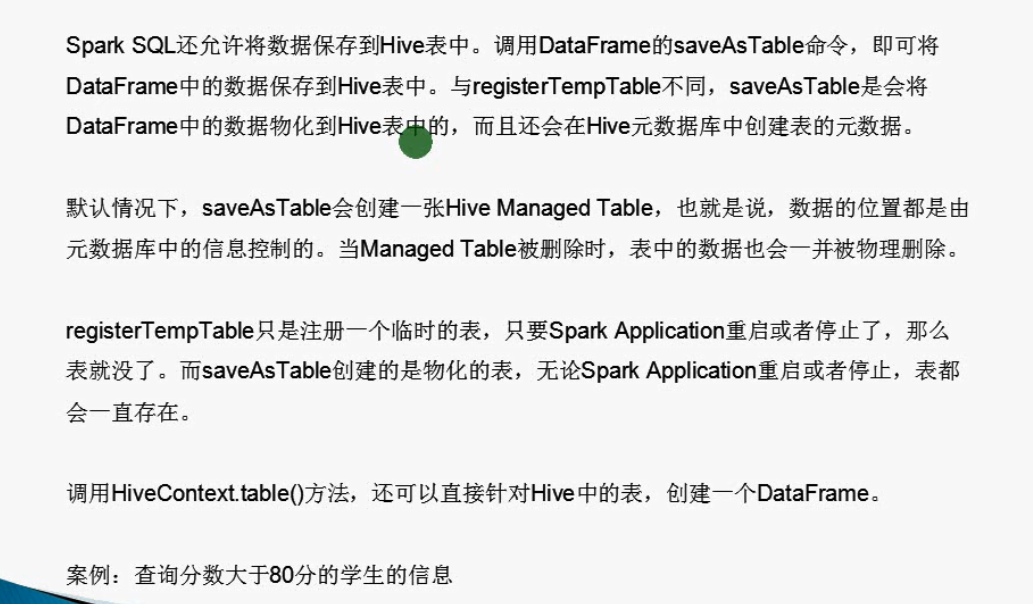 Spark SQL还允许将数据保存到Hive表中。调用DataFrame的saveAsTable命令，即可将
DataFrame中的数据保存到Hive表中。与registerTempTable不同，saveAsTable是会将
DataFrame中的数据物化到Hive表中的，而且还会在Hive元数据库中创建表的元数据。
默认情况下，saveAsTable会创建一张Hive Managed Table，也就是说，数据的位置都是由
元数据库中的信息控制的。当Managed Table被删除时，表中的数据也会一并被物理删除。
registerTempTable只是注册一个临时的表，只要Spark Application重启或者停止了，那么
表就没了。而saveAsTable创建的是物化的表，无论Spark Application重启或者停止，表都
会一直存在。
调用HiveContext.table()方法，还可以直接针对Hive中的表，创建一个DataFrame。
案例：查询分数大于80分的学生的信息